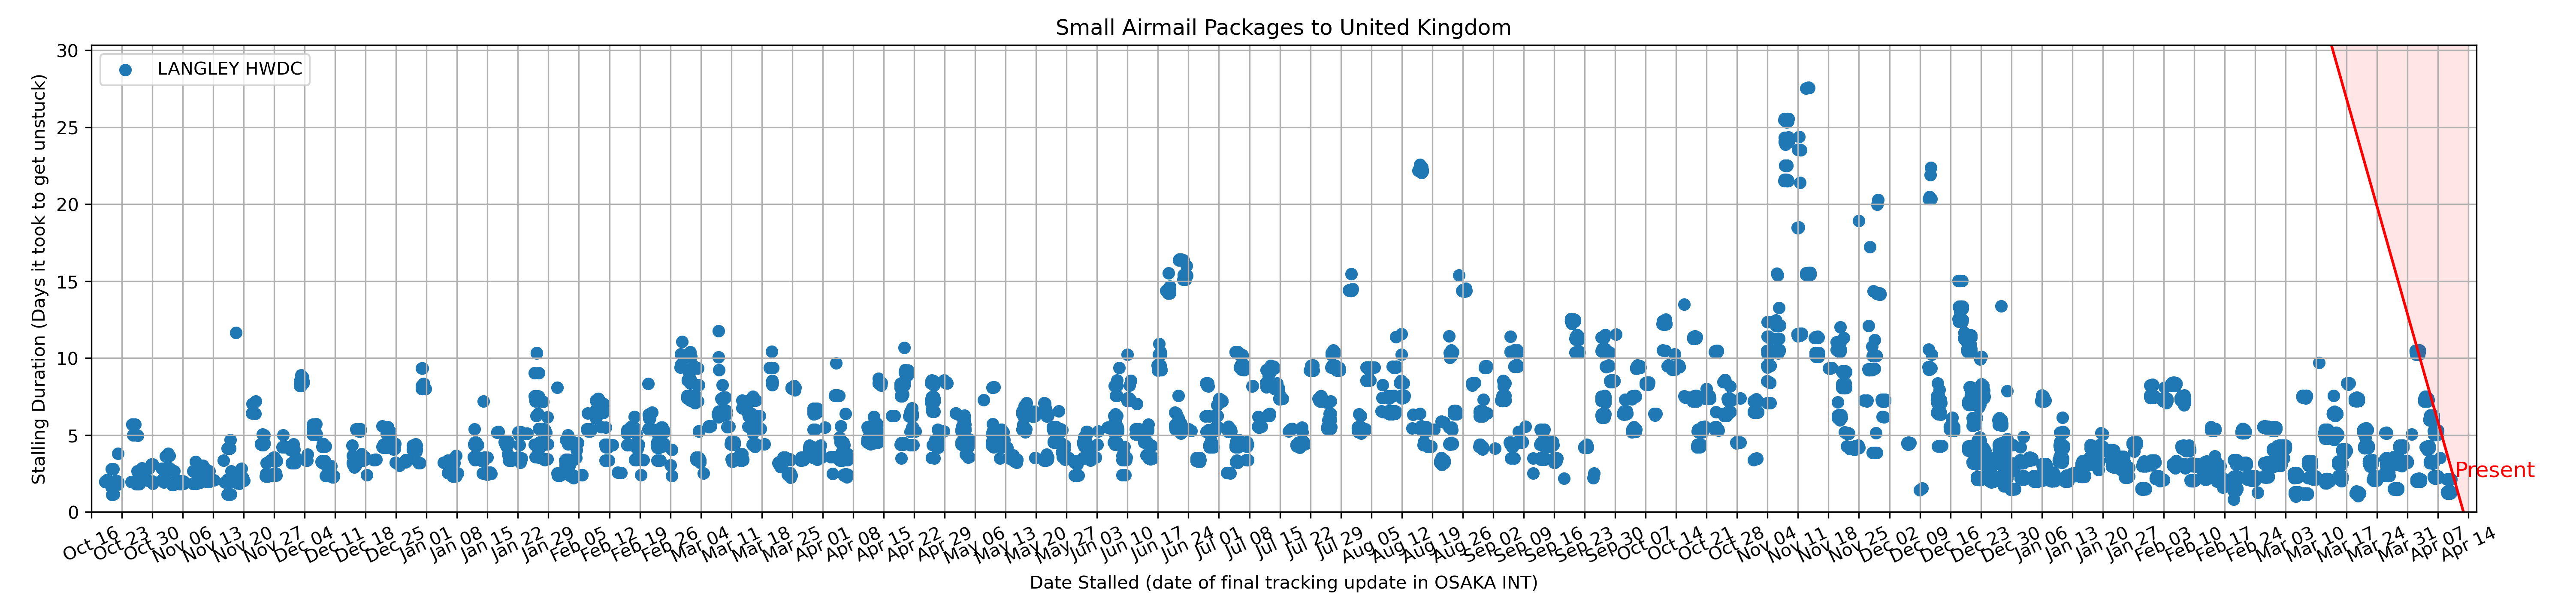 Small Airmail Packages to United Kingdom
LANGLEY HWDC
Stalling Duration (Days it took to get unstuck)
30
25
20
15
10
5
0
Present
Oct 16 Oct 23 Oct 30 Nov 06 Nov 13 Nov 20 Nov 27 Dec 04 Dec 11 Dec 18 Dec 25 Jan 01 Jan 08 Jan 15 Jan 22 Jan 29 Feb 05 Feb 12 Feb 19 Feb 26 Mar 04 Mar 11 Mar 18 Mar 25 Apr 01 Apr 08 Apr 15 Apr 22 Apr 29 May 06 May 13 May 20 May 27 Jun 03 Jun 10 Jun 17 Jun 24 Jul 01 Jul 08 Jul 15 Jul 22 Jul 29 Aug 05 Aug 12 Aug 19 Aug 26 Sep 02 Sep 09 Sep 16 Sep 23 Sep 30 Oct 07 Oct 14 Oct 21 Oct 28 Nov 04 Nov 11 Nov 18 Nov 25 Dec 02 Dec 09 Dec 16 Dec 23 Dec 30 Jan 06 Jan 13 Jan 20 Jan 27 Feb 03 Feb 10 Feb 17 Feb 24 Mar 03 Mar 10 Mar 17 Mar 24 Mar 31 Apr 07 Apr 14
Date Stalled (date of final tracking update in OSAKA INT)